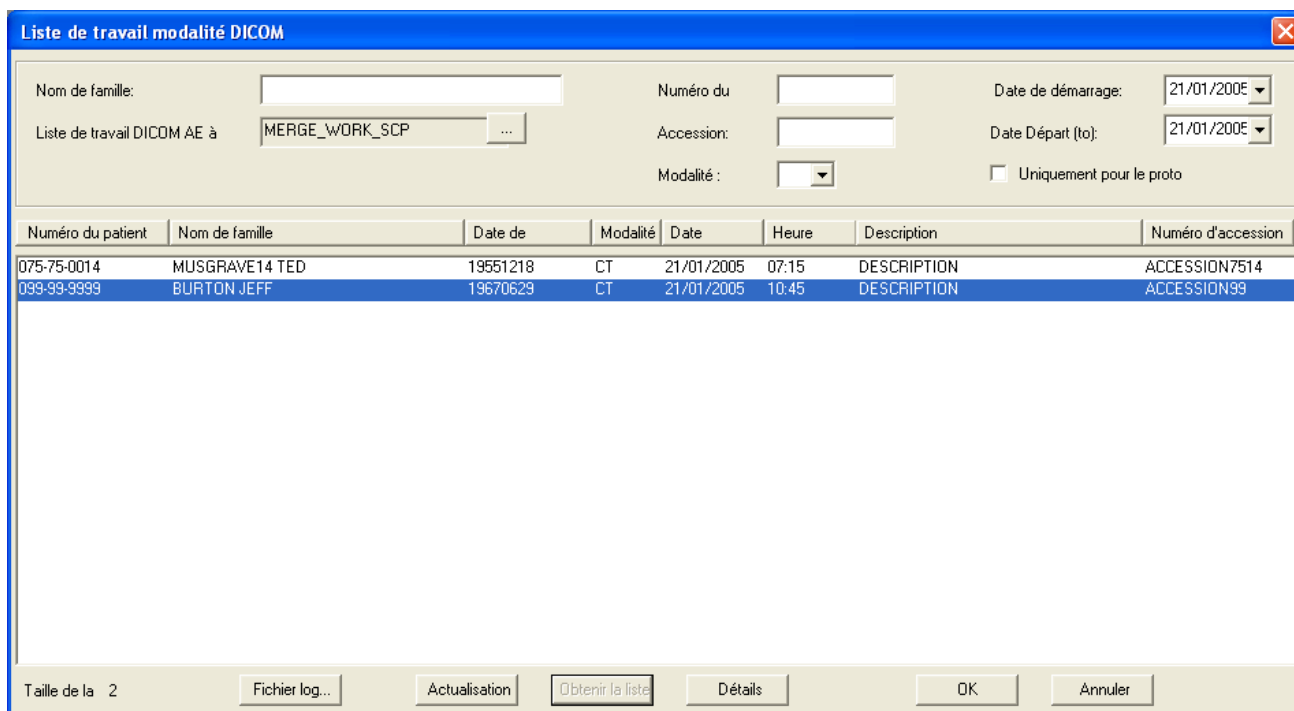 Liste de travail modalité DICOM
Nom de famille: Numéro du Date de démarrage: 21/01/2005
Liste de travail DICOM AE à MERGE_WORK_SCP ... Accession: Date Départ (to): 21/01/2005
Modalité : Uniquement pour le proto
Numéro du patient Nom de famille Date de Modalité Date Heure Description Numéro d'accession
075-75-0014 MUSGRAVE14 TED 19551218 CT 21/01/2005 07:15 DESCRIPTION ACCESSION7514
099-99-9999 BURTON JEFF 19670629 CT 21/01/2005 10:45 DESCRIPTION ACCESSION99
Taille de la 2 Fichier log... Actualisation Obtenir la liste Détails OK Annuler